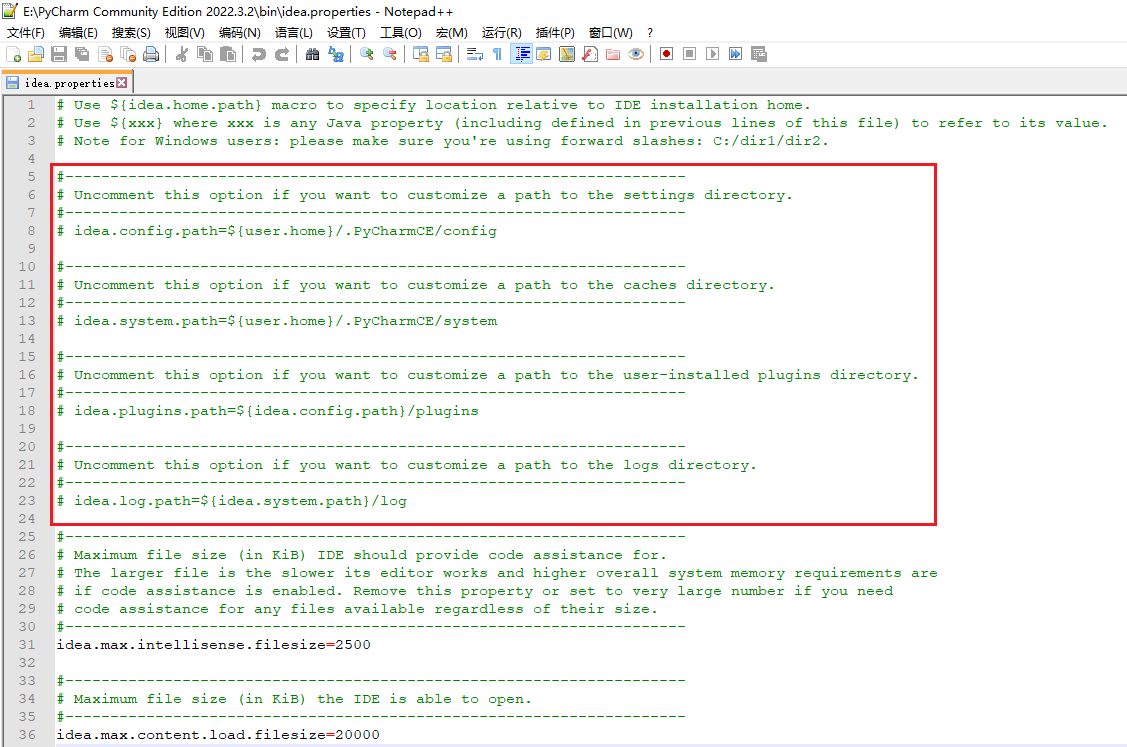 E:\PyCharm Community Edition 2022.3.2\bin\idea.properties - Notepad++
文件(F) 编辑(E) 搜索(S) 视图(V) 编码(N) 语言(L) 设置(T) 工具(O) 宏(M) 运行(R) 插件(P) 窗口(W) ?
idea.properties
1 # Use ${idea.home.path} macro to specify location relative to IDE installation home.
2 # Use ${xxx} where xxx is any Java property (including defined in previous lines of this file) to refer to its value.
3 # Note for Windows users: please make sure you're using forward slashes: C:/dir1/dir2.
4
5 #---------------------------------------------------------------------
6 # Uncomment this option if you want to customize a path to the settings directory.
7 #---------------------------------------------------------------------
8 # idea.config.path=${user.home}/.PyCharmCE/config
9
10 #---------------------------------------------------------------------
11 # Uncomment this option if you want to customize a path to the caches directory.
12 #---------------------------------------------------------------------
13 # idea.system.path=${user.home}/.PyCharmCE/system
14
15 #---------------------------------------------------------------------
16 # Uncomment this option if you want to customize a path to the user-installed plugins directory.
17 #---------------------------------------------------------------------
18 # idea.plugins.path=${idea.config.path}/plugins
19
20 #---------------------------------------------------------------------
21 # Uncomment this option if you want to customize a path to the logs directory.
22 #---------------------------------------------------------------------
23 # idea.log.path=${idea.system.path}/log
24
25 #---------------------------------------------------------------------
26 # Maximum file size (in KiB) IDE should provide code assistance for.
27 # The larger file is the slower its editor works and higher overall system memory requirements are
28 # if code assistance is enabled. Remove this property or set to very large number if you need
29 # code assistance for any files available regardless of their size.
30 #---------------------------------------------------------------------
31 idea.max.intellisense.filesize=2500
32
33 #---------------------------------------------------------------------
34 # Maximum file size (in KiB) the IDE is able to open.
35 #---------------------------------------------------------------------
36 idea.max.content.load.filesize=20000